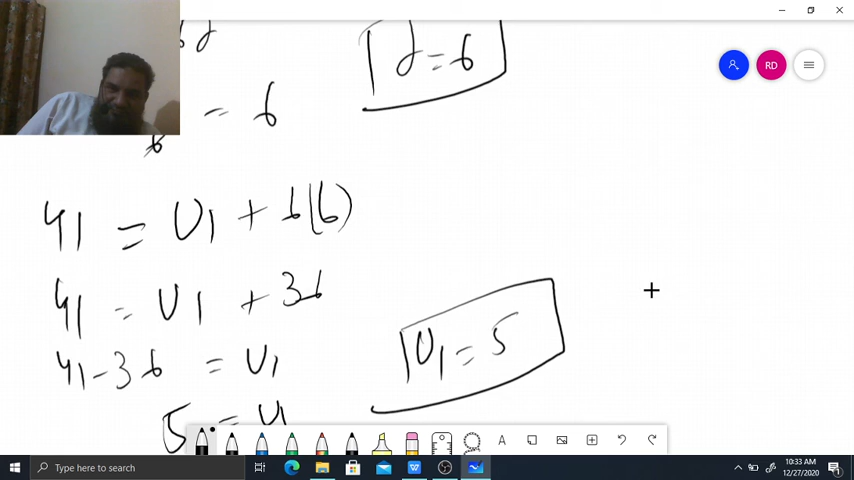 d = 6
= 6
6
RD
41 = U1 + 6(6)
41 = U1 + 36
41 - 36 = U1
U1 = 5
5 = U1
A
Type here to search
10:33 AM
12/27/2020